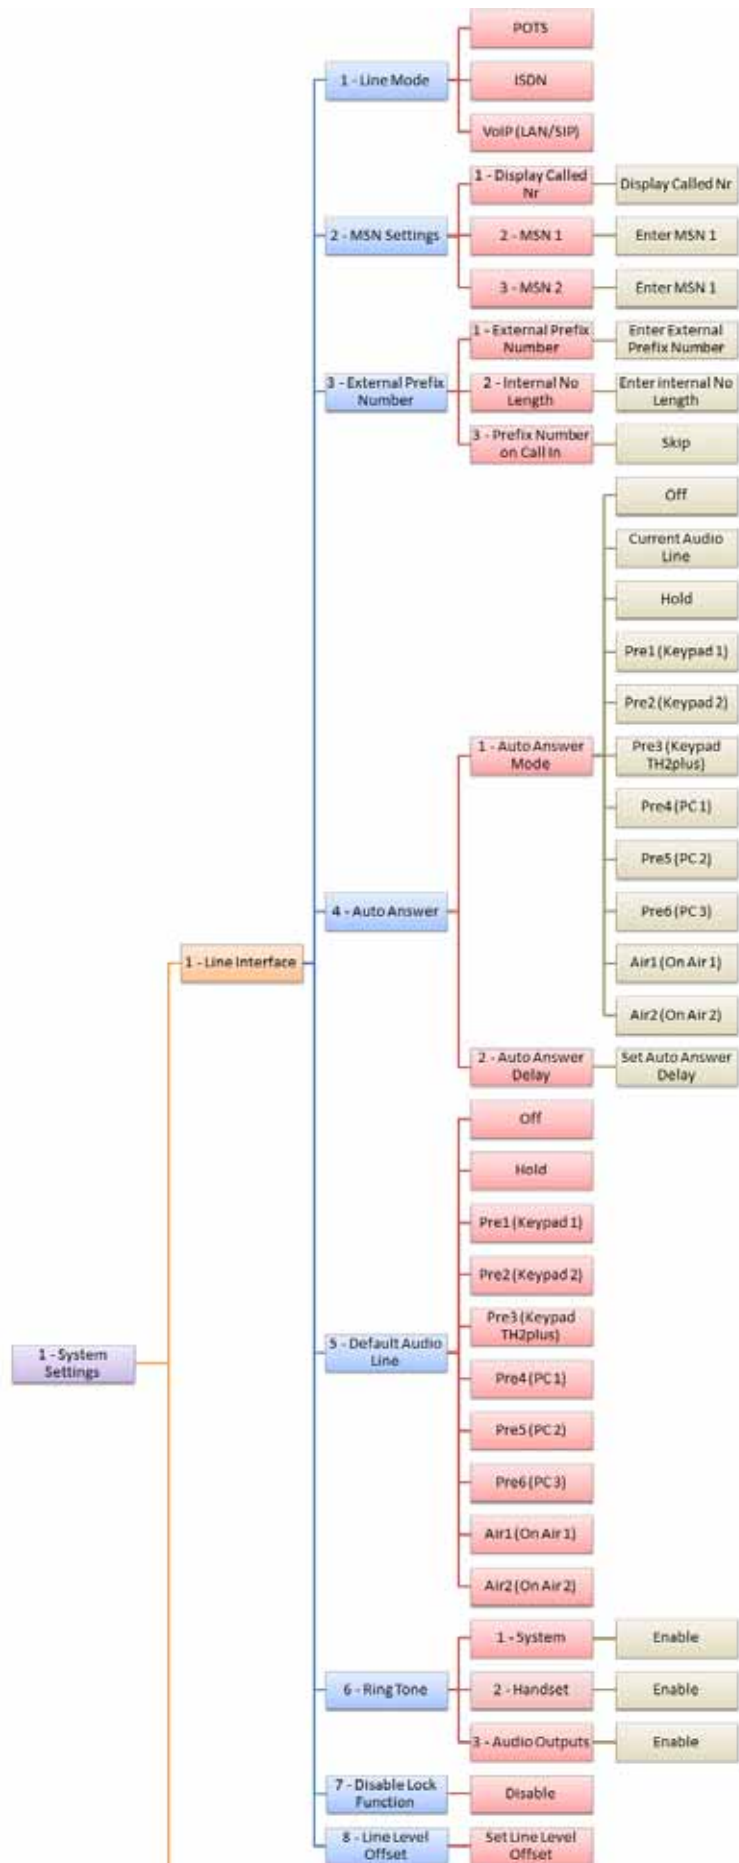 POTS
1 - Line Mode
ISDN
VoIP (LAN/SIP)
1 - Display Called
Nr
Display Called Nr
2 - MSN Settings
2 - MSN 1
Enter MSN 1
3 - MSN 2
Enter MSN 1
1 - External Prefix
Number
Enter External
Prefix Number
3 - External Prefix
Number
2 - Internal No
Length
Enter internal No
Length
3 - Prefix Number
on Call In
Skip
Off
Current Audio
Line
Hold
Pre1 (Keypad 1)
Pre2 (Keypad 2)
1 - Auto Answer
Mode
Pre3 (Keypad
TH2plus)
Pre4 (PC 1)
Pre5 (PC 2)
4 - Auto Answer
Pre6 (PC 3)
1 - Line Interface
Air1 (On Air 1)
Air2 (On Air 2)
2 - Auto Answer
Delay
Set Auto Answer
Delay
Off
Hold
Pre1 (Keypad 1)
Pre2 (Keypad 2)
Pre3 (Keypad
TH2plus)
1 - System
Settings
5 - Default Audio
Line
Pre4 (PC 1)
Pre5 (PC 2)
Pre6 (PC 3)
Air1 (On Air 1)
Air2 (On Air 2)
1 - System
Enable
6 - Ring Tone
2 - Handset
Enable
3 - Audio Outputs
Enable
7 - Disable Lock
Function
Disable
8 - Line Level
Offset
Set Line Level
Offset